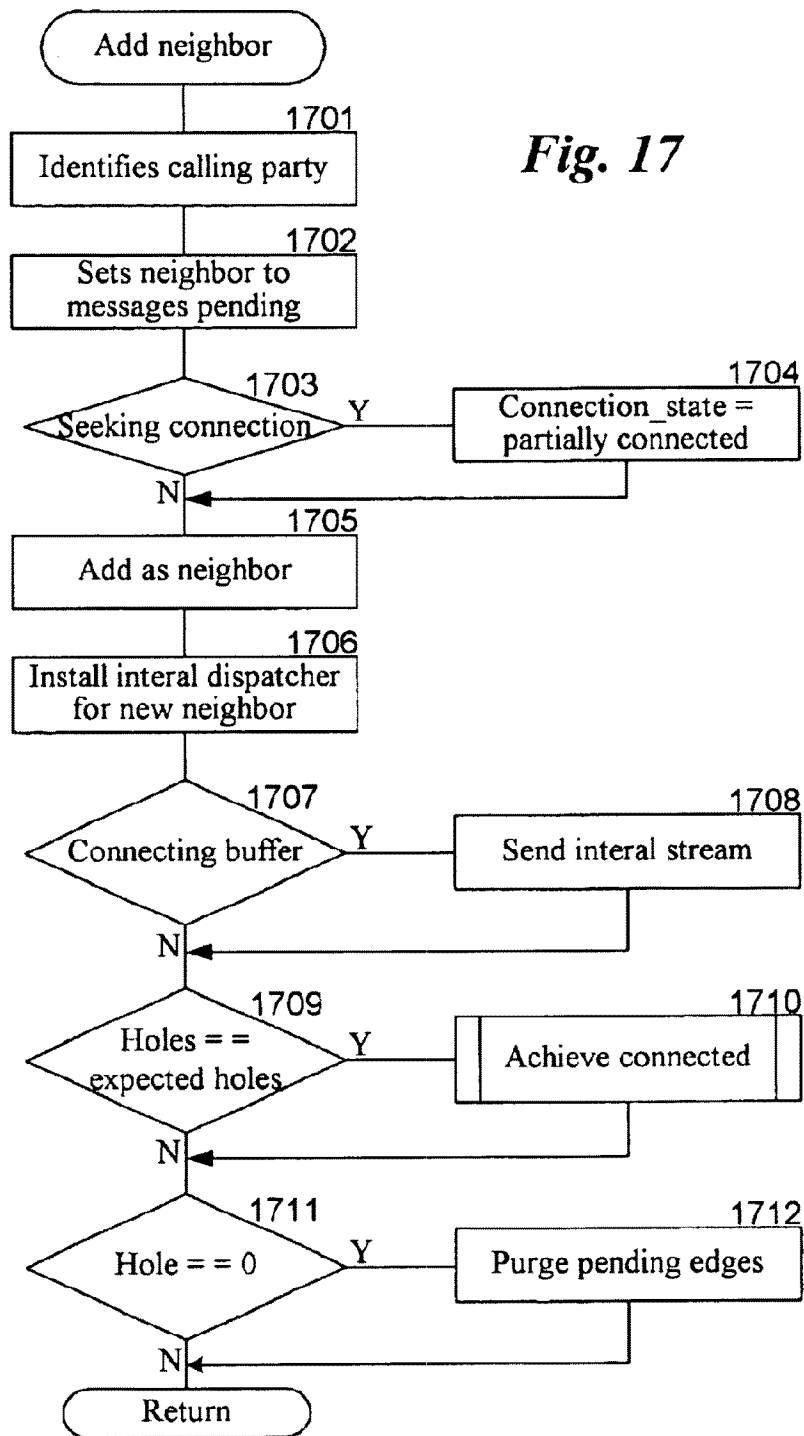 Add neighbor
Fig. 17
1701
Identifies calling party
1702
Sets neighbor to
messages pending
1703
Seeking connection
Y
1704
Connection_state =
partially connected
N
1705
Add as neighbor
1706
Install interal dispatcher
for new neighbor
1707
Connecting buffer
Y
1708
Send interal stream
N
1709
Holes = =
expected holes
Y
1710
Achieve connected
N
1711
Hole = = 0
Y
1712
Purge pending edges
N
Return